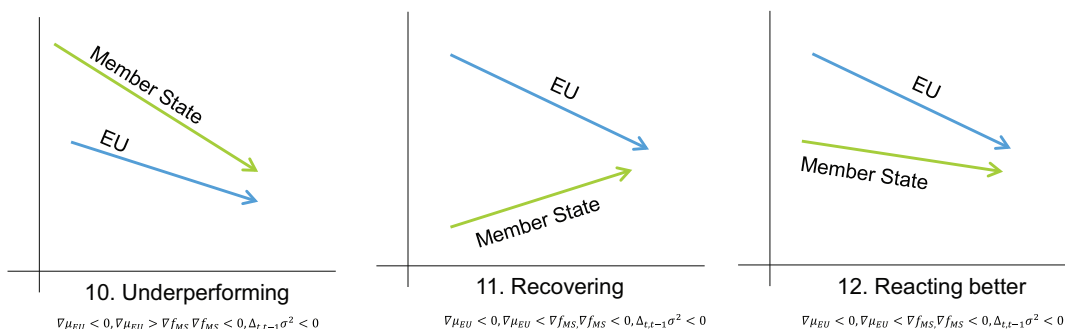 Member State
EU
10. Underperforming
∇μ_EU < 0, ∇μ_EU > ∇f_MS, ∇f_MS < 0, Δ_t,t−1σ² < 0
EU
Member State
11. Recovering
∇μ_EU < 0, ∇μ_EU < ∇f_MS, ∇f_MS < 0, Δ_t,t−1σ² < 0
EU
Member State
12. Reacting better
∇μ_EU < 0, ∇μ_EU < ∇f_MS, ∇f_MS < 0, Δ_t,t−1σ² < 0